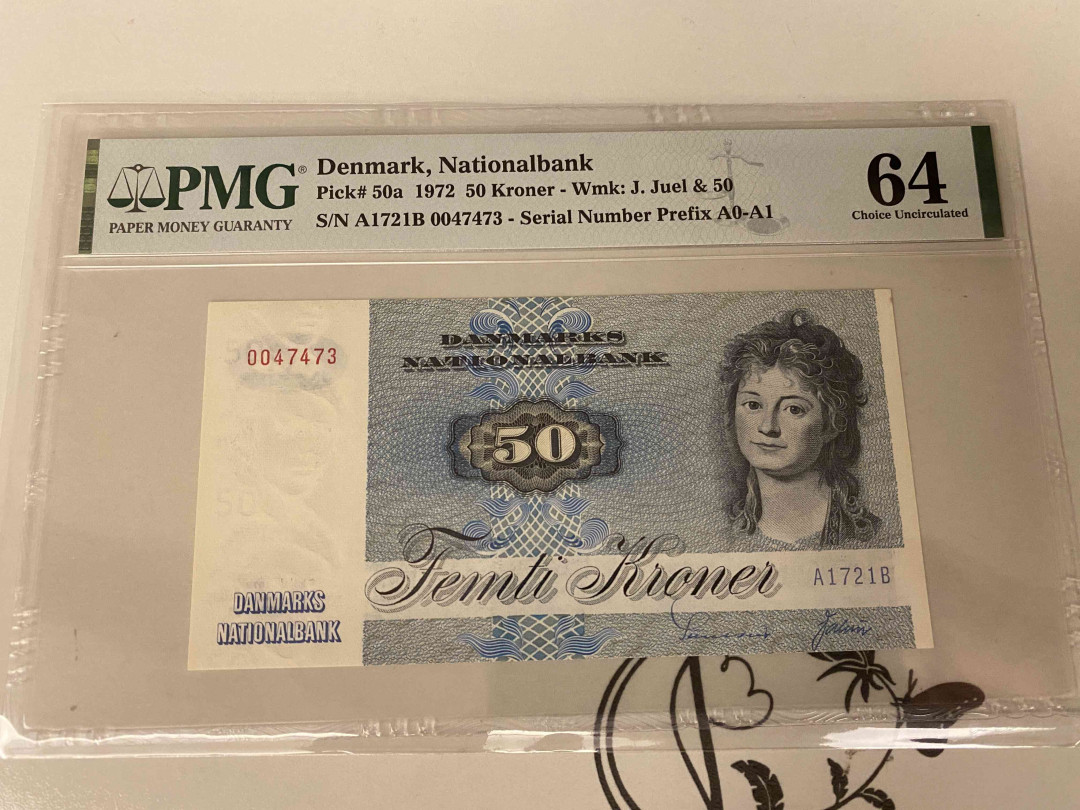 PMG®
PAPER MONEY GUARANTY
Denmark, Nationalbank
Pick# 50a 1972 50 Kroner - Wmk: J. Juel & 50
S/N A1721B 0047473 - Serial Number Prefix A0-A1
64
Choice Uncirculated
0047473
DANMARKS
NATIONALBANK
50
Femti Kroner
A1721B
DANMARKS
NATIONALBANK